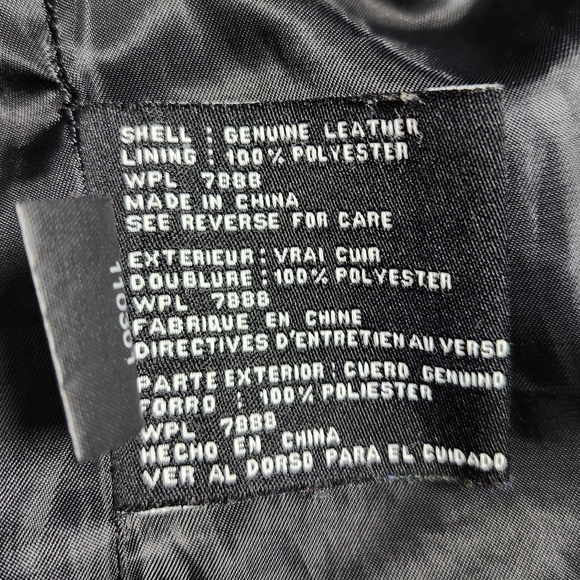 SHELL : GENUINE LEATHER
LINING : 100% POLYESTER
WPL 7888
MADE IN CHINA
SEE REVERSE FOR CARE
EXTERIEUR : VRAI CUIR
DOUBLURE : 100% POLYESTER
WPL 7888
FABRIQUE EN CHINE
DIRECTIVES D'ENTRETIEN AU VERSO
PARTE EXTERIOR : CUERO GENUINO
FORRO : 100% POLIESTER
WPL 7888
HECHO EN CHINA
VER AL DORSO PARA EL CUIDADO